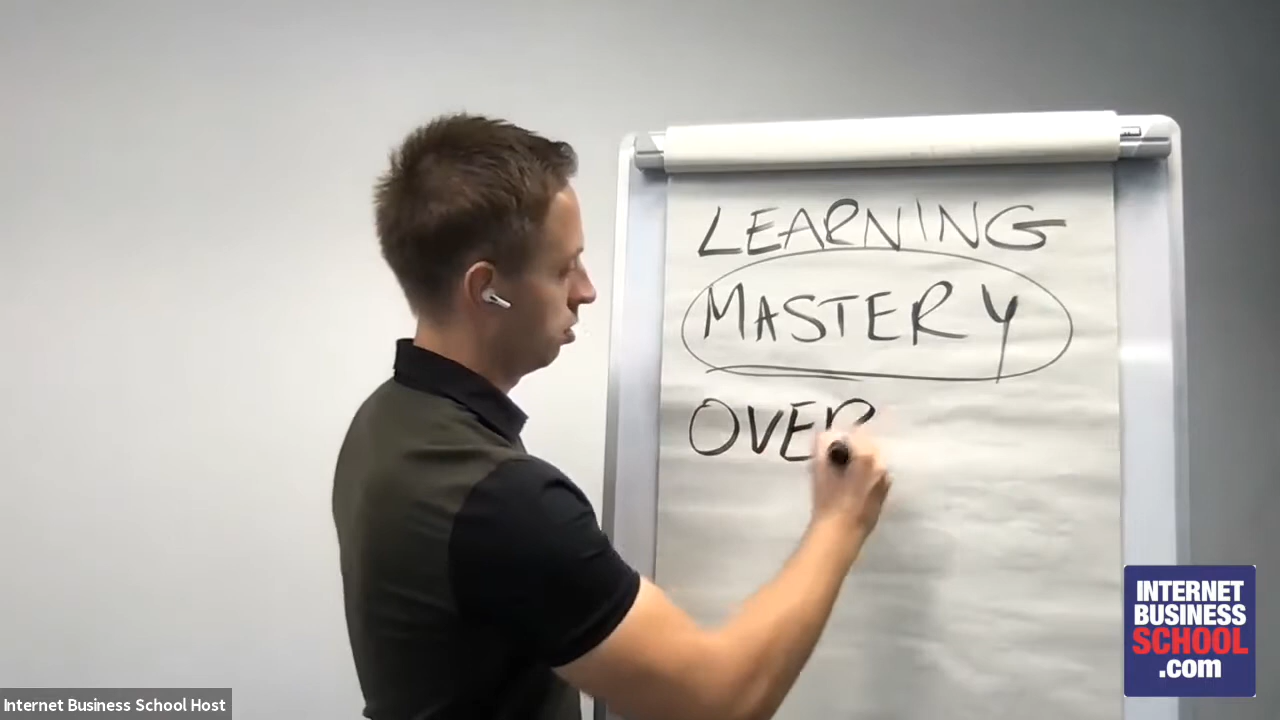 LEARNING
MASTERY
OVER
INTERNET
BUSINESS
SCHOOL
.com
Internet Business School Host